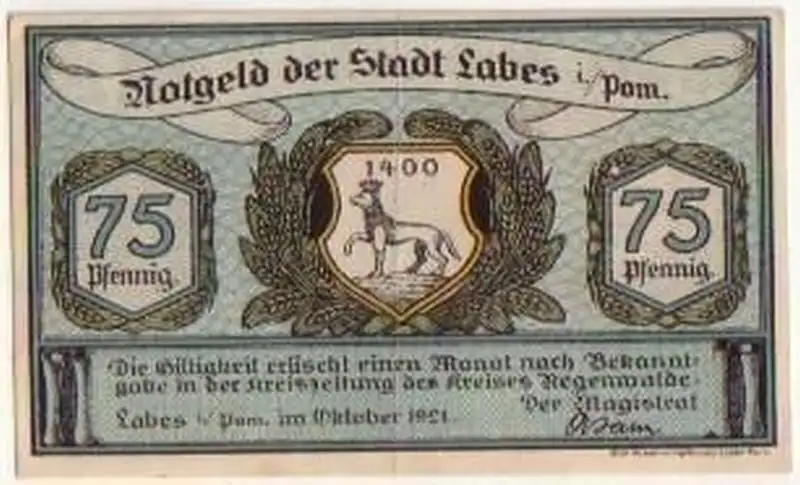 Notgeld der Stadt Labes i./Pom.
1400
75
Pfennig.
75
Pfennig.
Die Gültigkeit erlischt einen Monat nach Bekannt-
gabe in der Kreiszeitung des Kreises Regenwalde.
Der Magistrat
Labes i/ Pom. im Oktober 1921.